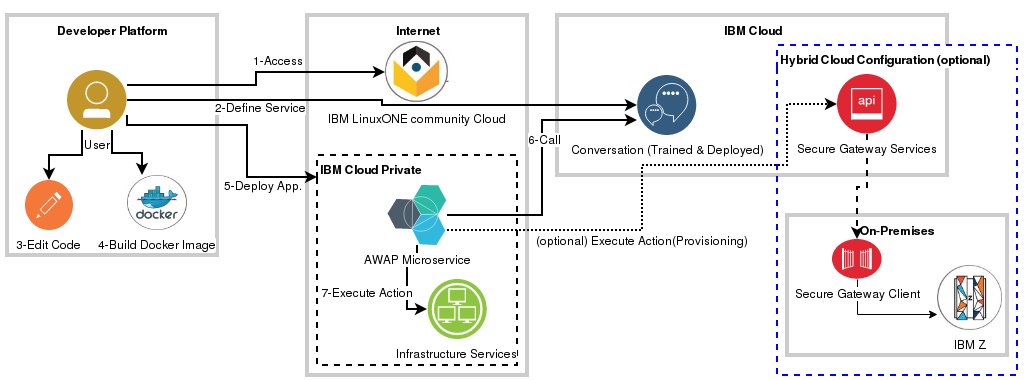 Developer Platform
Internet
IBM Cloud
Hybrid Cloud Configuration (optional)
1-Access
api
2-Define Service
IBM LinuxONE community Cloud
User
6-Call
Conversation (Trained & Deployed)
Secure Gateway Services
IBM Cloud Private
5-Deploy App.
docker
3-Edit Code
4-Build Docker Image
(optional) Execute Action(Provisioning)
On-Premises
AWAP Microservice
7-Execute Action
Secure Gateway Client
Z
IBM Z
Infrastructure Services